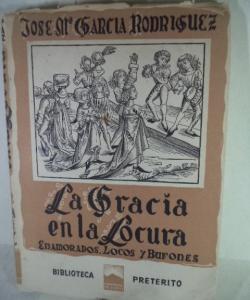 JOSE Mª GARCIA RODRIGUEZ
La Gracia
en la Locura
ENAMORADOS, LOCOS Y BUFONES
BIBLIOTECA PRETERITO